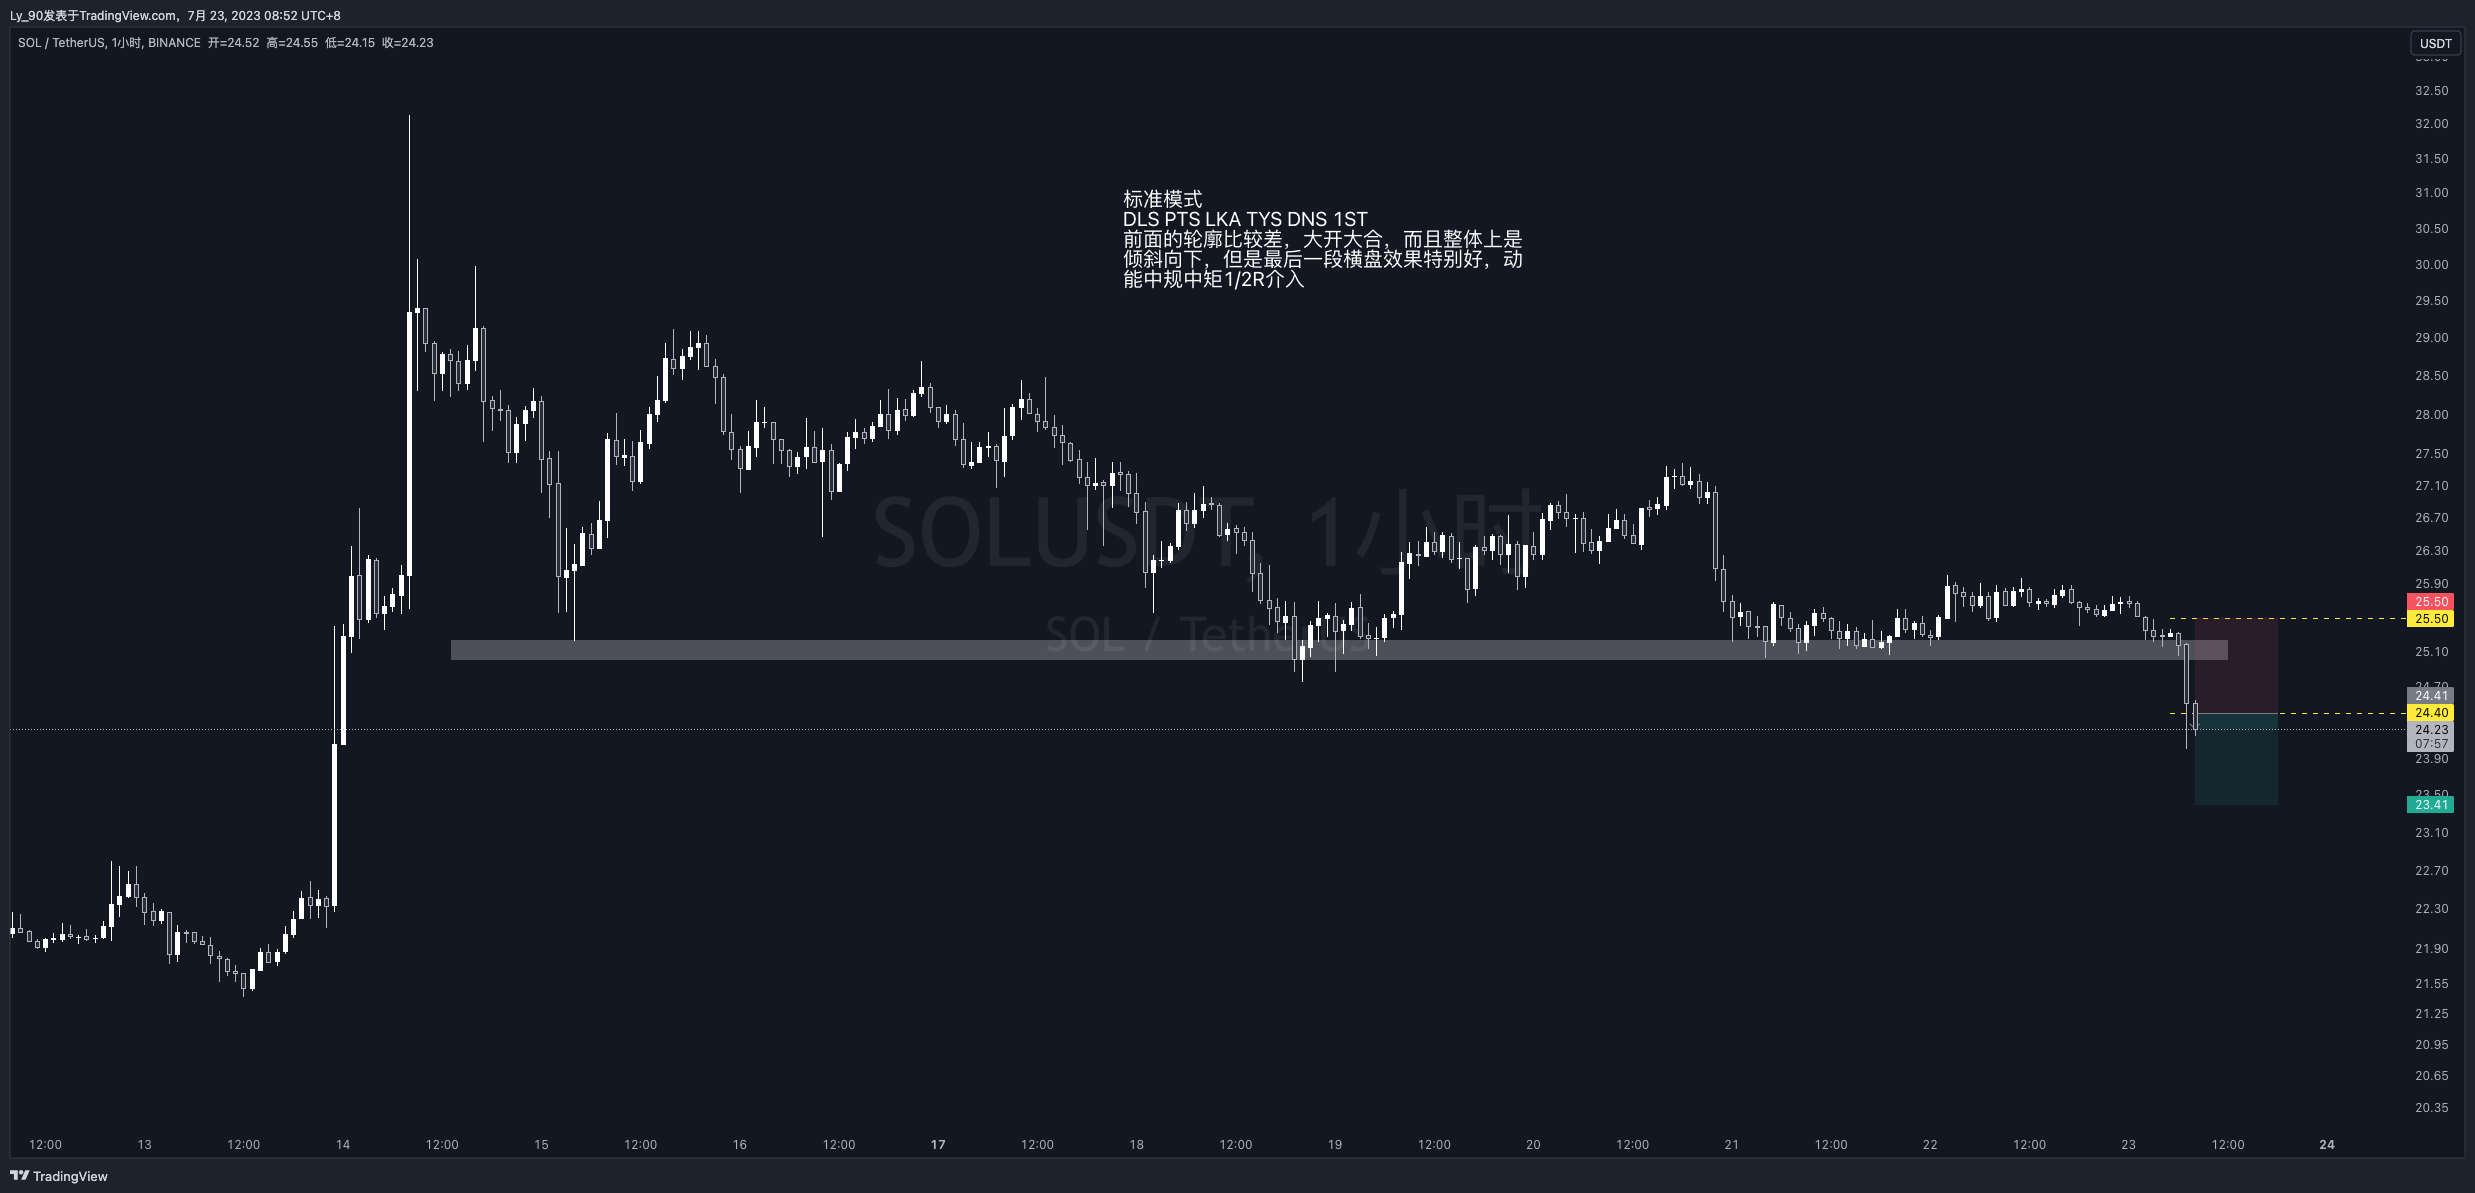 Ly_90发表于TradingView.com, 7月 23, 2023 08:52 UTC+8
SOL / TetherUS, 1小时, BINANCE 开=24.52 高=24.55 低=24.15 收=24.23
USDT
32.50
32.00
31.50
31.00
30.50
30.00
29.50
29.00
28.50
28.00
27.50
27.10
26.70
26.30
25.90
25.50
25.50
25.10
24.70
24.41
24.40
24.23
07:57
23.90
23.50
23.41
23.10
22.70
22.30
21.90
21.55
21.25
20.95
20.65
20.35
标准模式
DLS PTS LKA TYS DNS 1ST
前面的轮廓比较差，大开大合，而且整体上是
倾斜向下，但是最后一段横盘效果特别好，动
能中规中矩1/2R介入
SOLUSDT, 1小时
SOL / TetherUS
12:00 13 12:00 14 12:00 15 12:00 16 12:00 17 12:00 18 12:00 19 12:00 20 12:00 21 12:00 22 12:00 23 12:00 24
TradingView